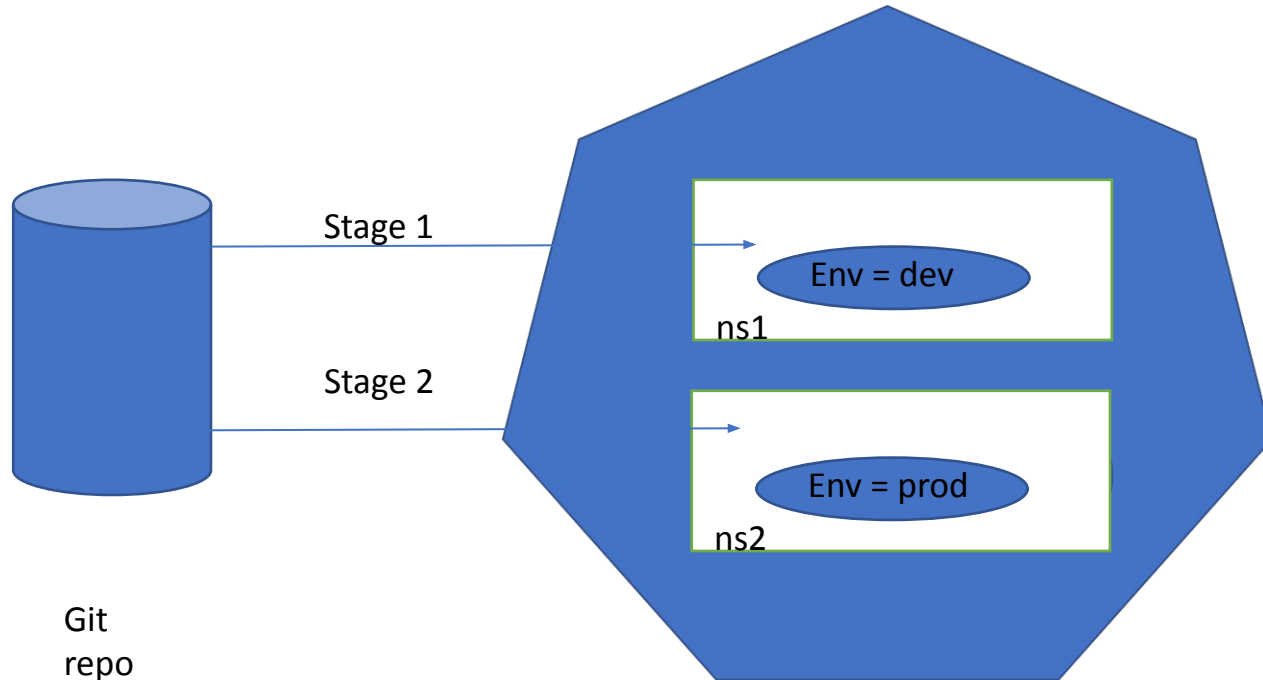 Stage 1
Env = dev
ns1
Stage 2
Env = prod
ns2
Git
repo